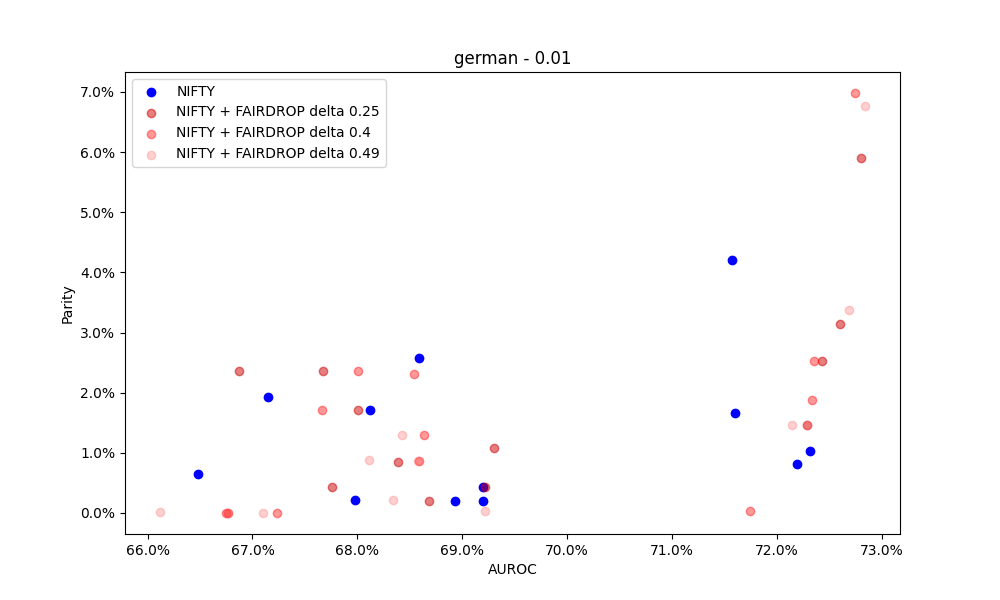 german - 0.01
NIFTY
NIFTY + FAIRDROP delta 0.25
NIFTY + FAIRDROP delta 0.4
NIFTY + FAIRDROP delta 0.49
7.0%
6.0%
5.0%
4.0%
3.0%
2.0%
1.0%
0.0%
Parity
66.0% 67.0% 68.0% 69.0% 70.0% 71.0% 72.0% 73.0%
AUROC